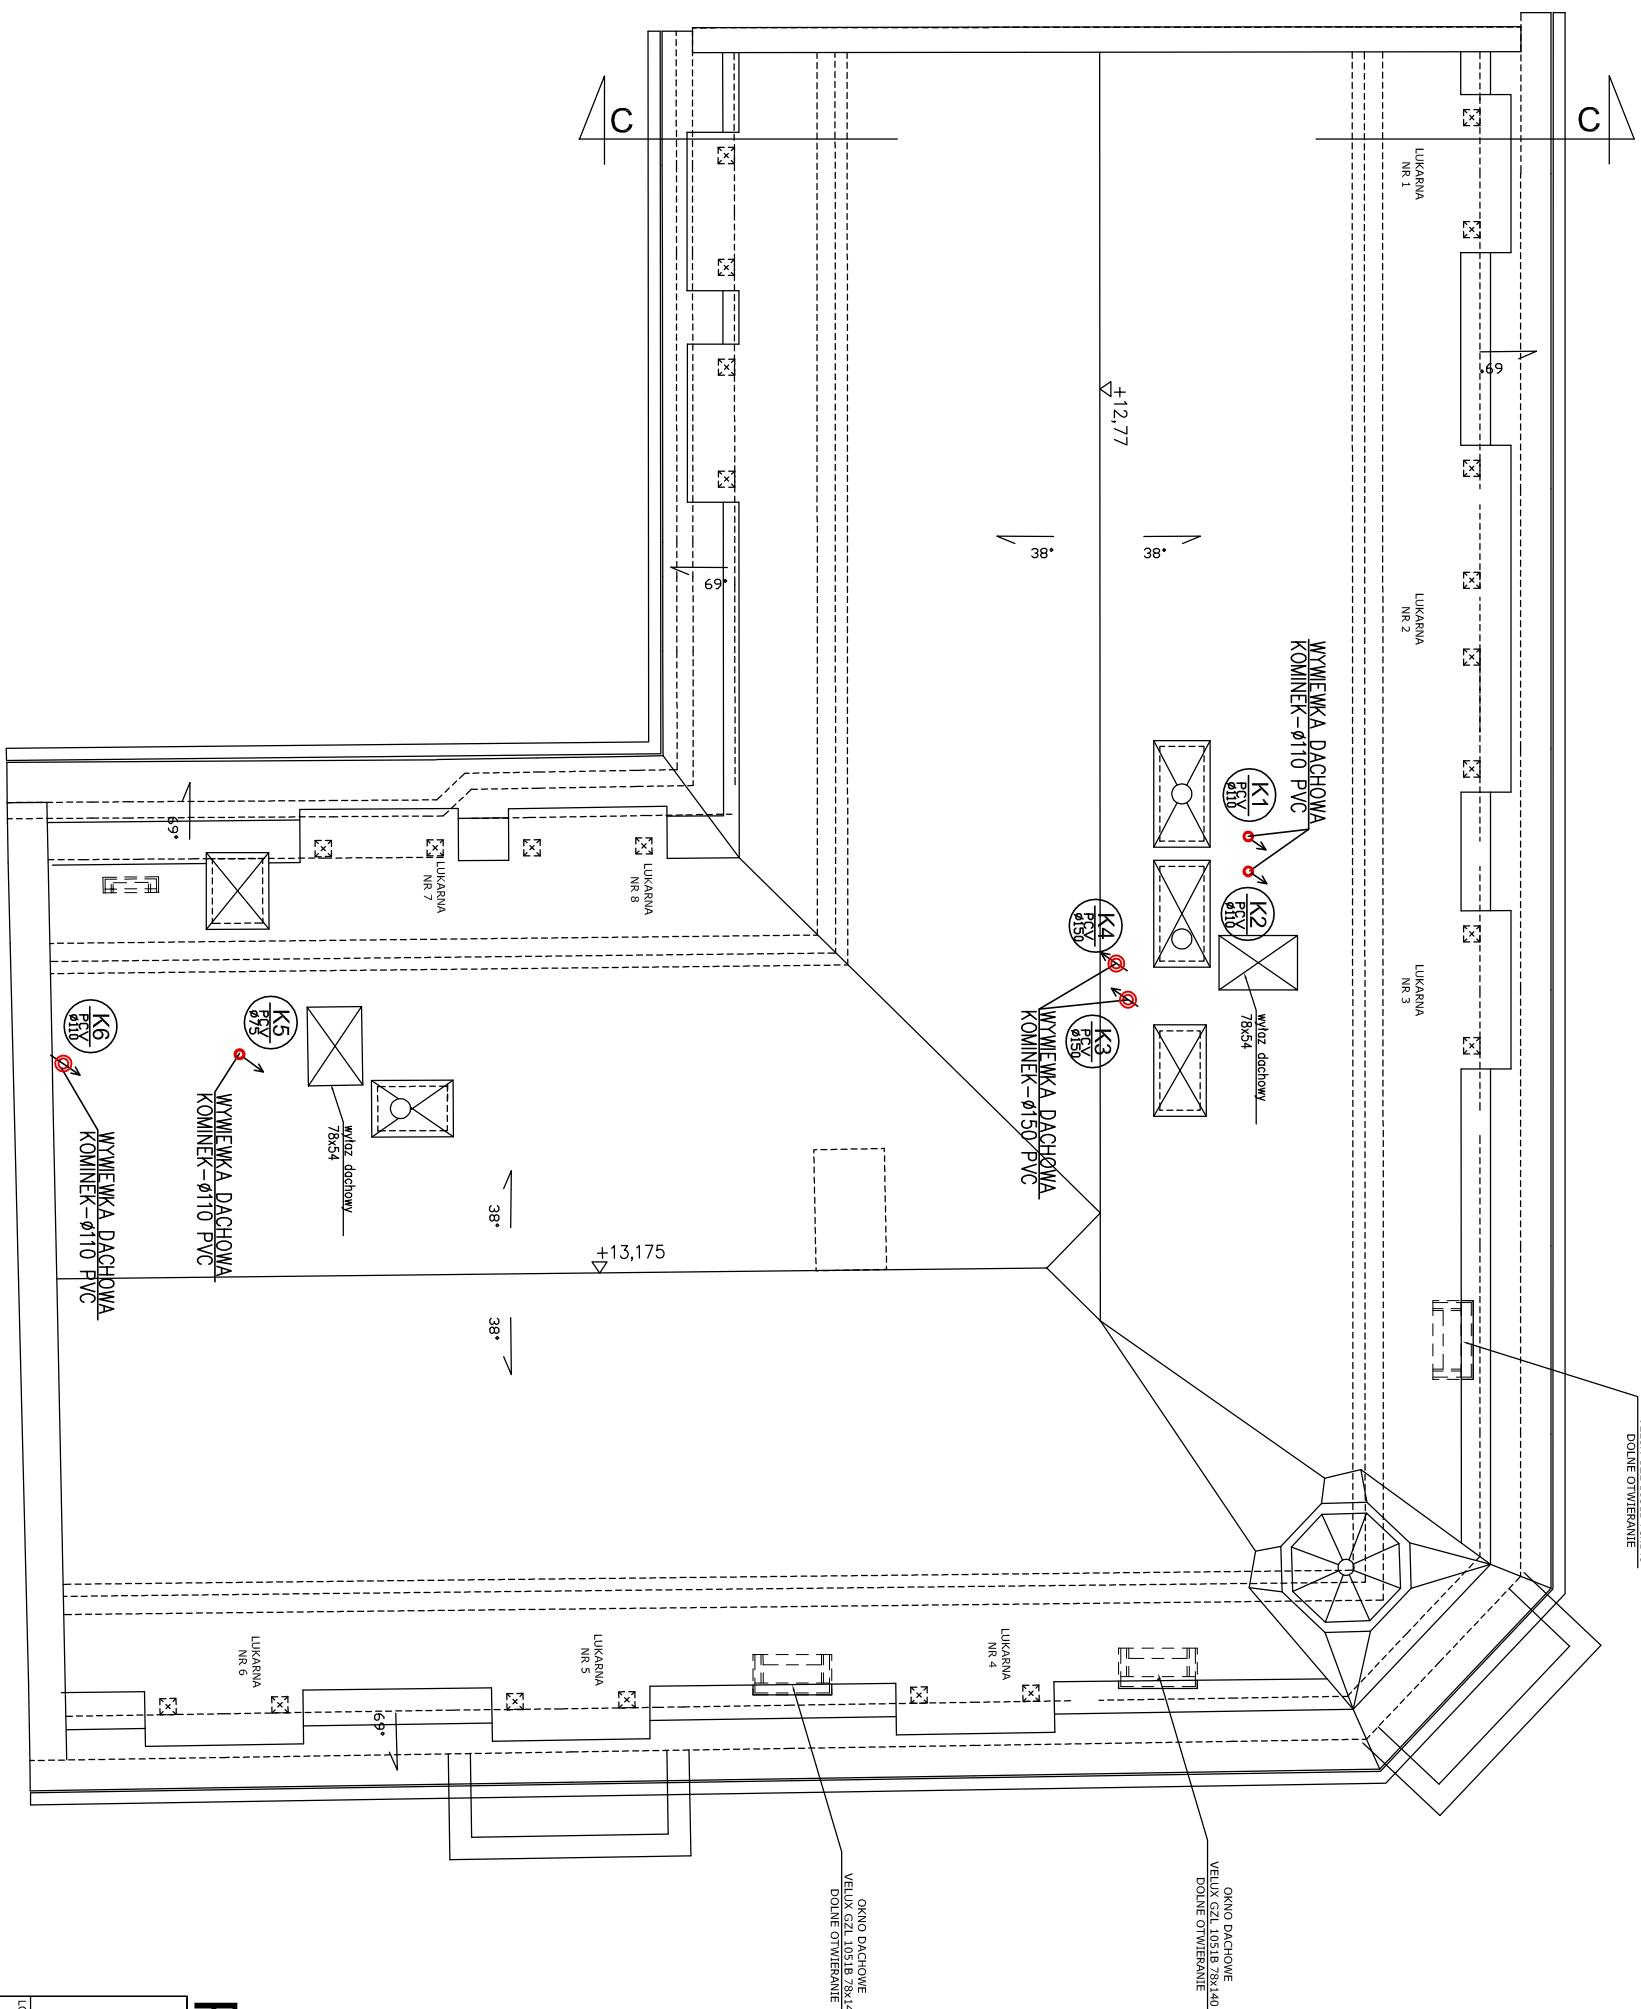 C
C
LUKARNA
NR 1
69°
+12,77
38°
38°
69°
LUKARNA
NR 2
WYWIEWKA DACHOWA
KOMINEK-ø110 PVC
K1
PCV
ø110
K2
PCV
ø110
K4
PCV
ø150
K3
PCV
ø150
WYWIEWKA DACHOWA
KOMINEK-ø150 PVC
wyłaz dachowy
78x54
LUKARNA
NR 3
69°
LUKARNA
NR 7
LUKARNA
NR 8
K6
PCV
ø110
K5
PCV
ø75
WYWIEWKA DACHOWA
KOMINEK-ø110 PVC
WYWIEWKA DACHOWA
KOMINEK-ø110 PVC
wyłaz dachowy
78x54
38°
+13,175
38°
DOLNE OTWIERANIE
LUKARNA
NR 6
LUKARNA
NR 5
LUKARNA
NR 4
69°
OKNO DACHOWE
VELUX GZL 1051B 78x14
DOLNE OTWIERANIE
OKNO DACHOWE
VELUX GZL 1051B 78x140
DOLNE OTWIERANIE